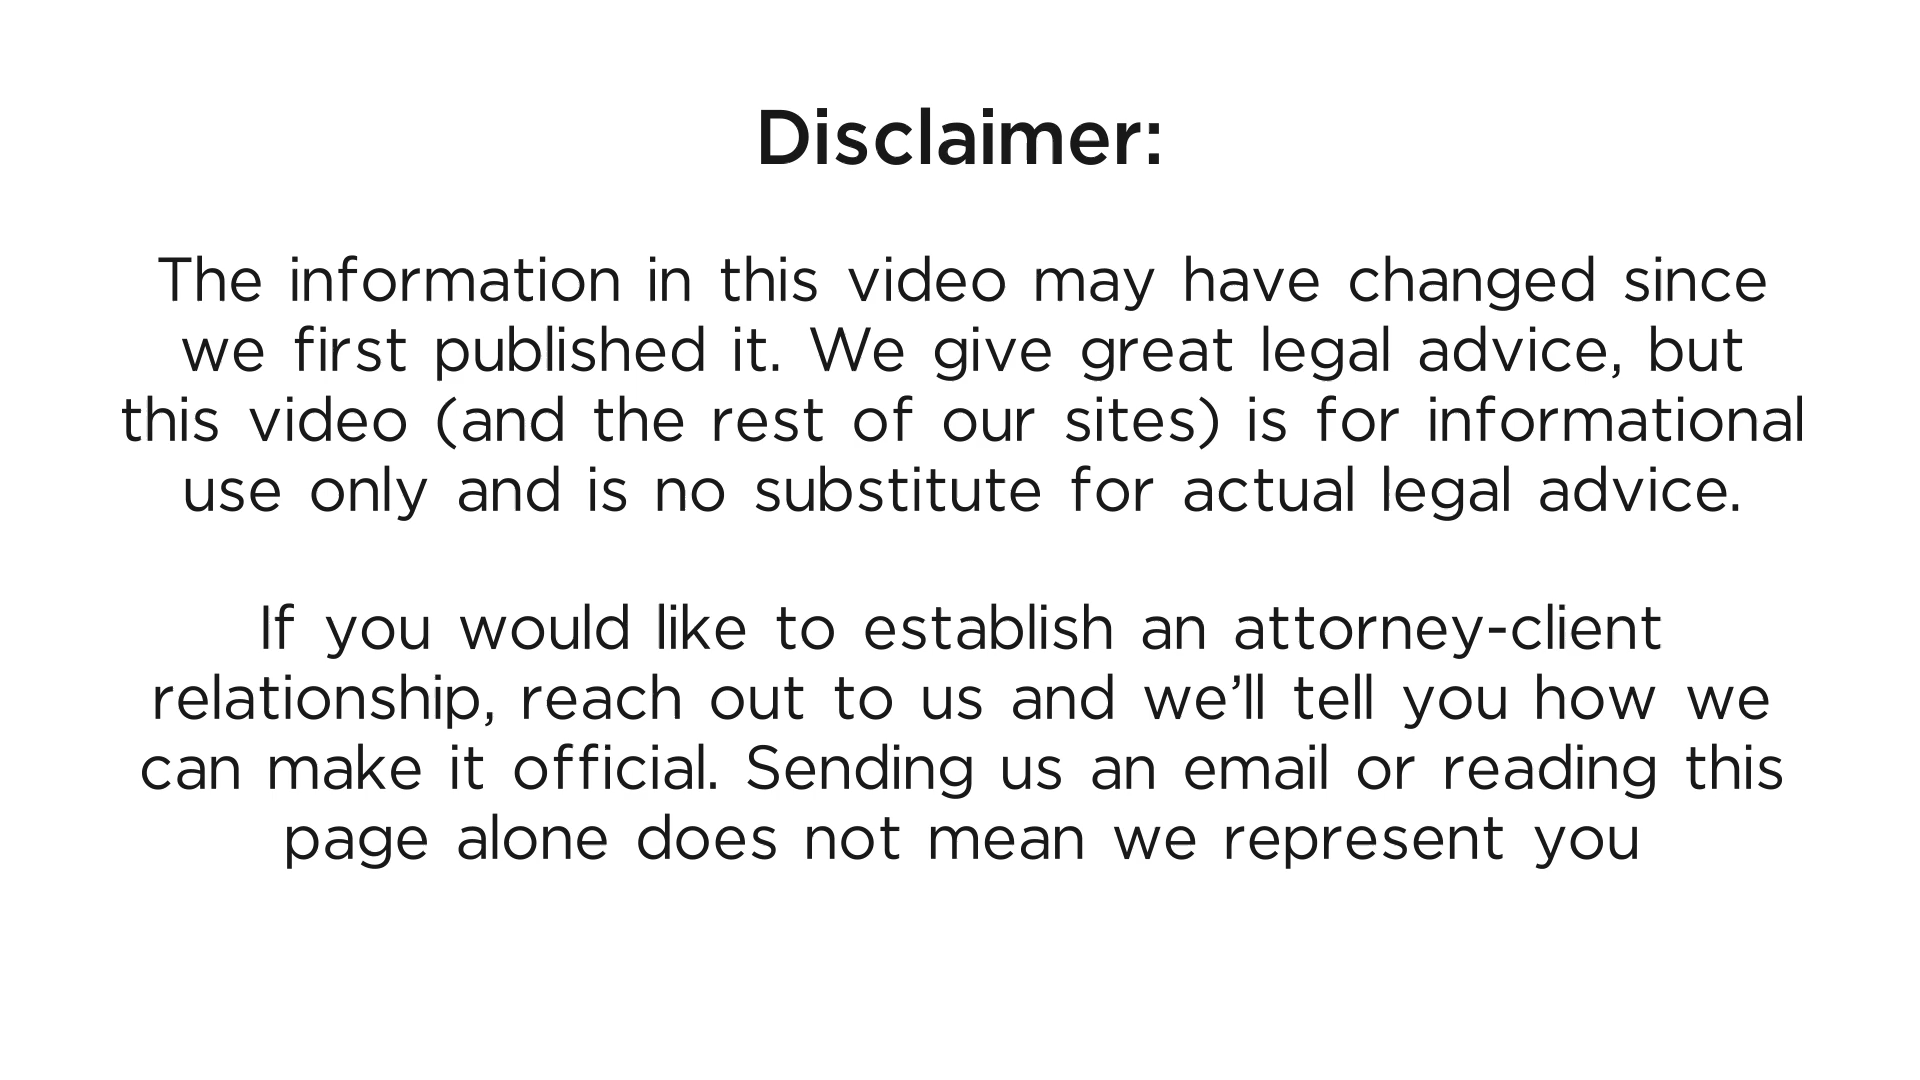 Disclaimer:
The information in this video may have changed since
we first published it. We give great legal advice, but
this video (and the rest of our sites) is for informational
use only and is no substitute for actual legal advice.
If you would like to establish an attorney-client
relationship, reach out to us and we’ll tell you how we
can make it official. Sending us an email or reading this
page alone does not mean we represent you